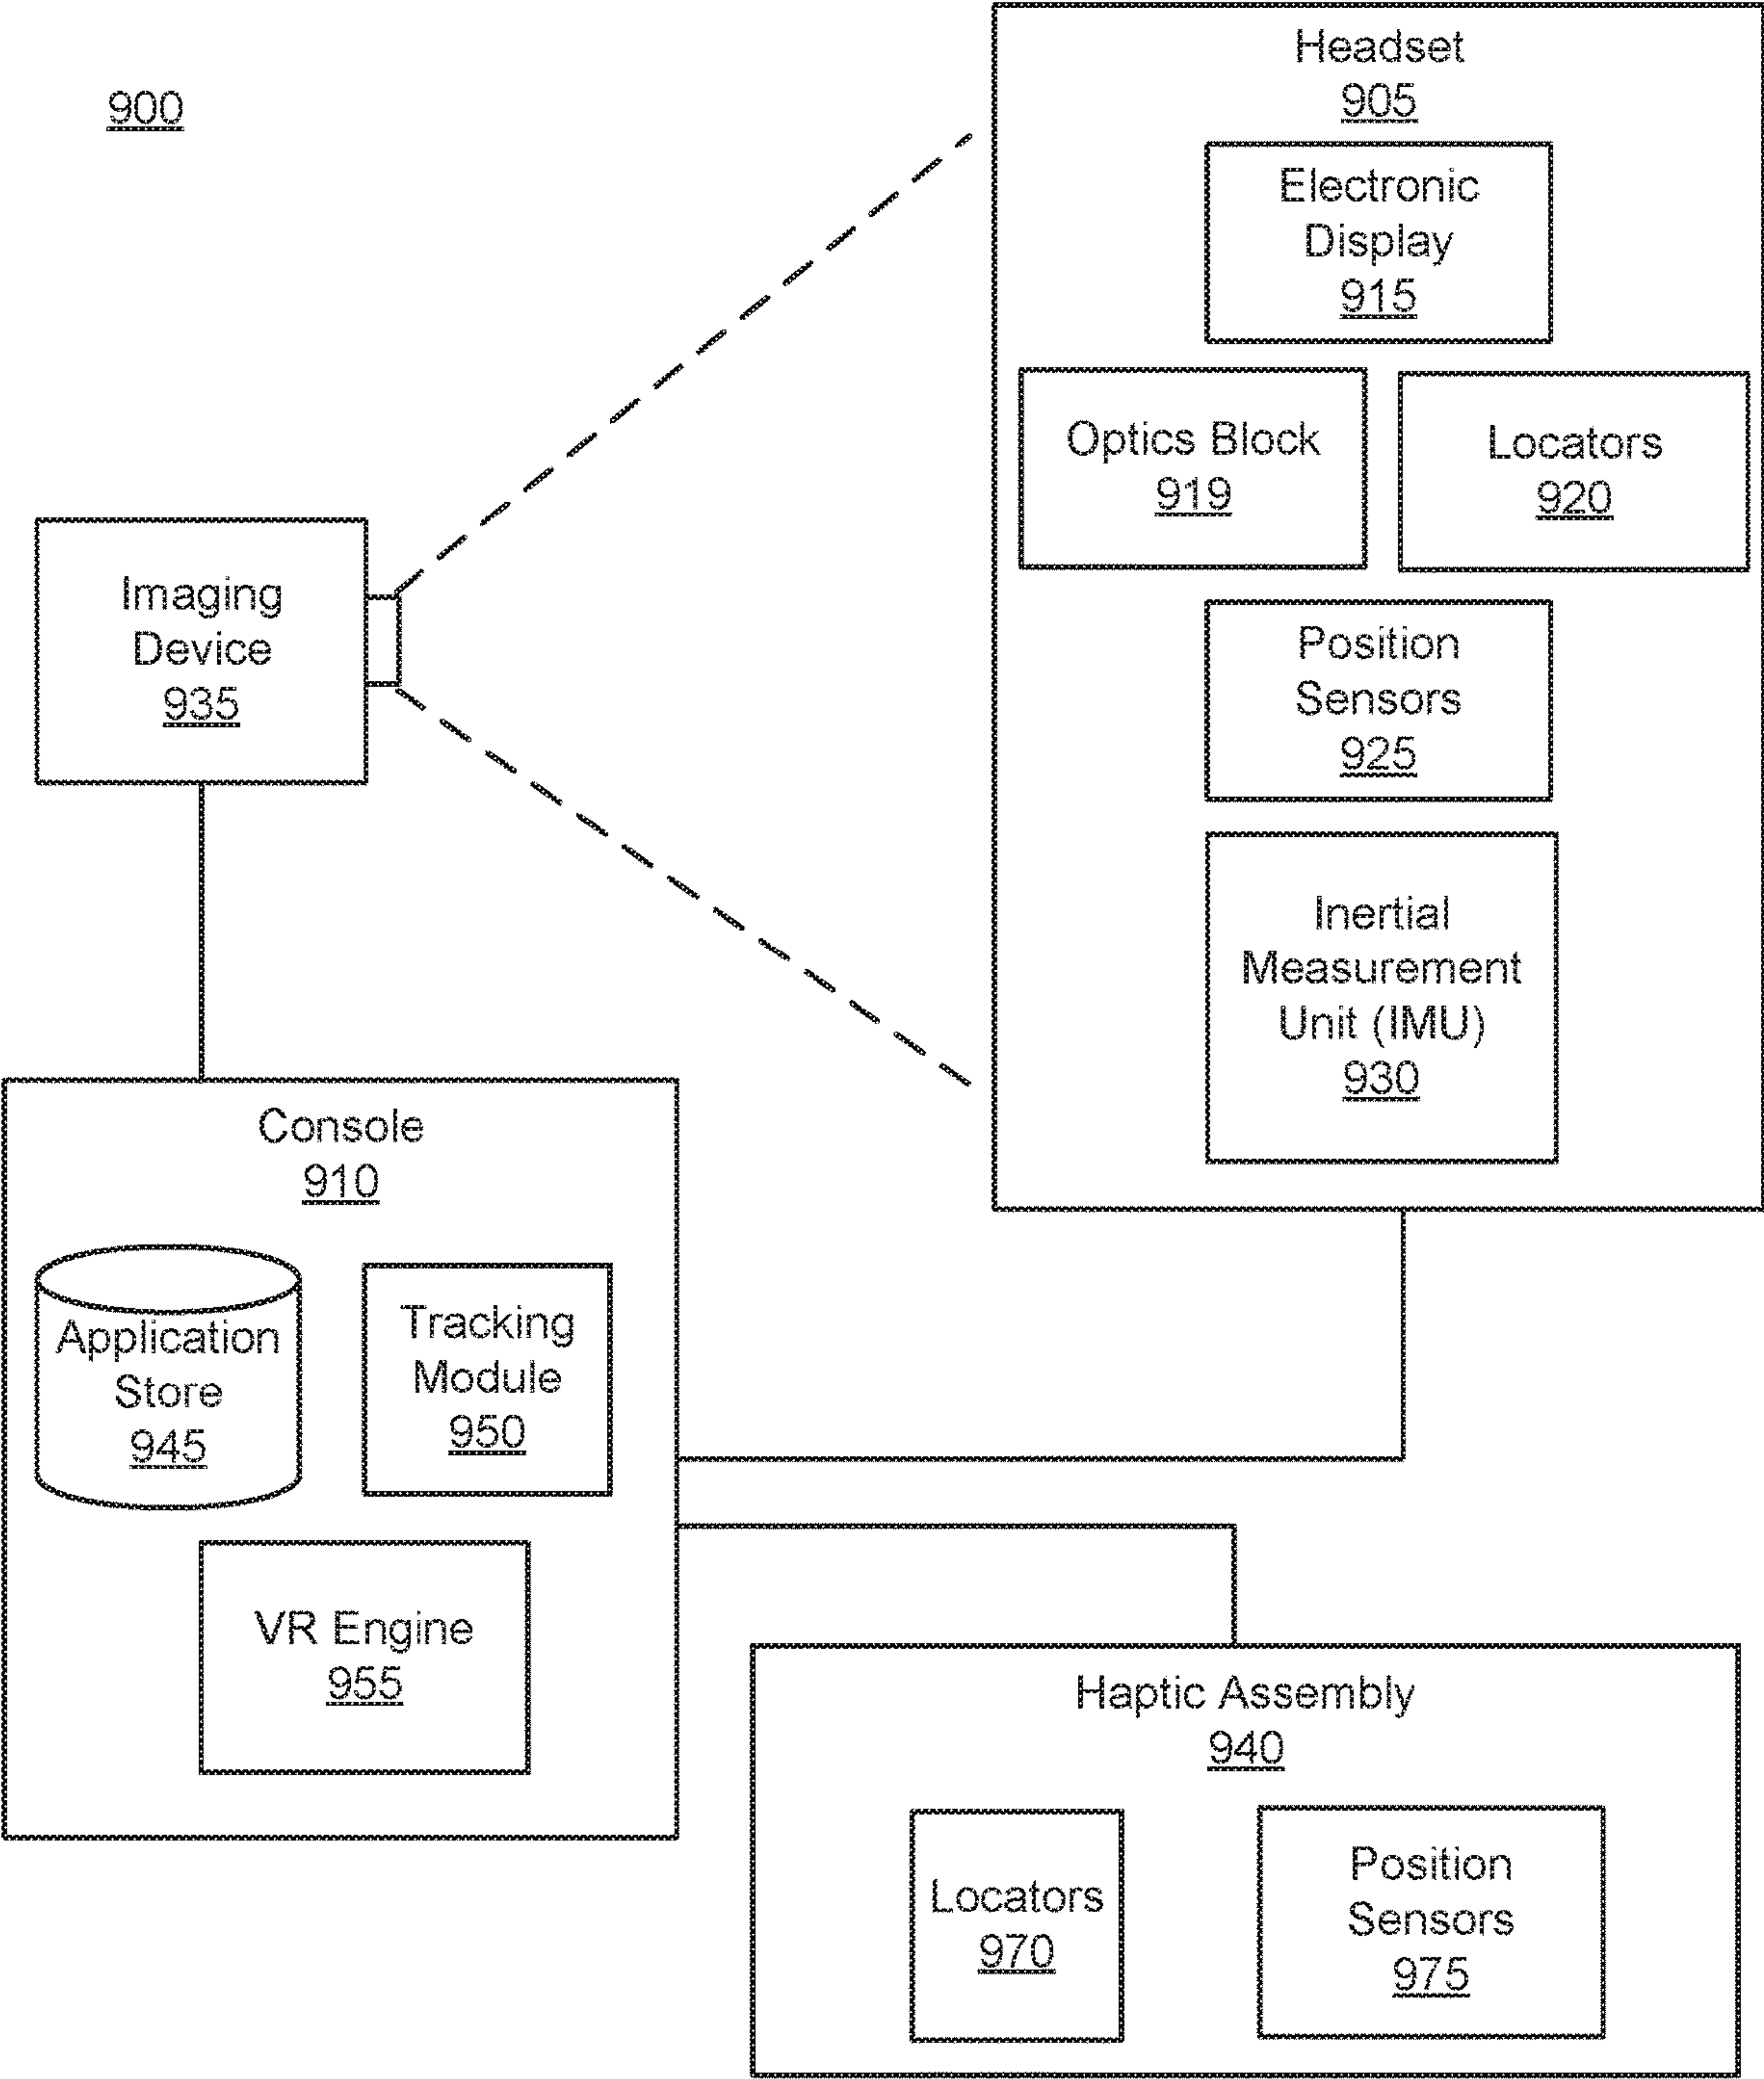 900
Headset
905
Electronic
Display
915
Optics Block
919
Locators
920
Position
Sensors
925
Inertial
Measurement
Unit (IMU)
930
Imaging
Device
935
Console
910
Application
Store
945
Tracking
Module
950
VR Engine
955
Haptic Assembly
940
Locators
970
Position
Sensors
975